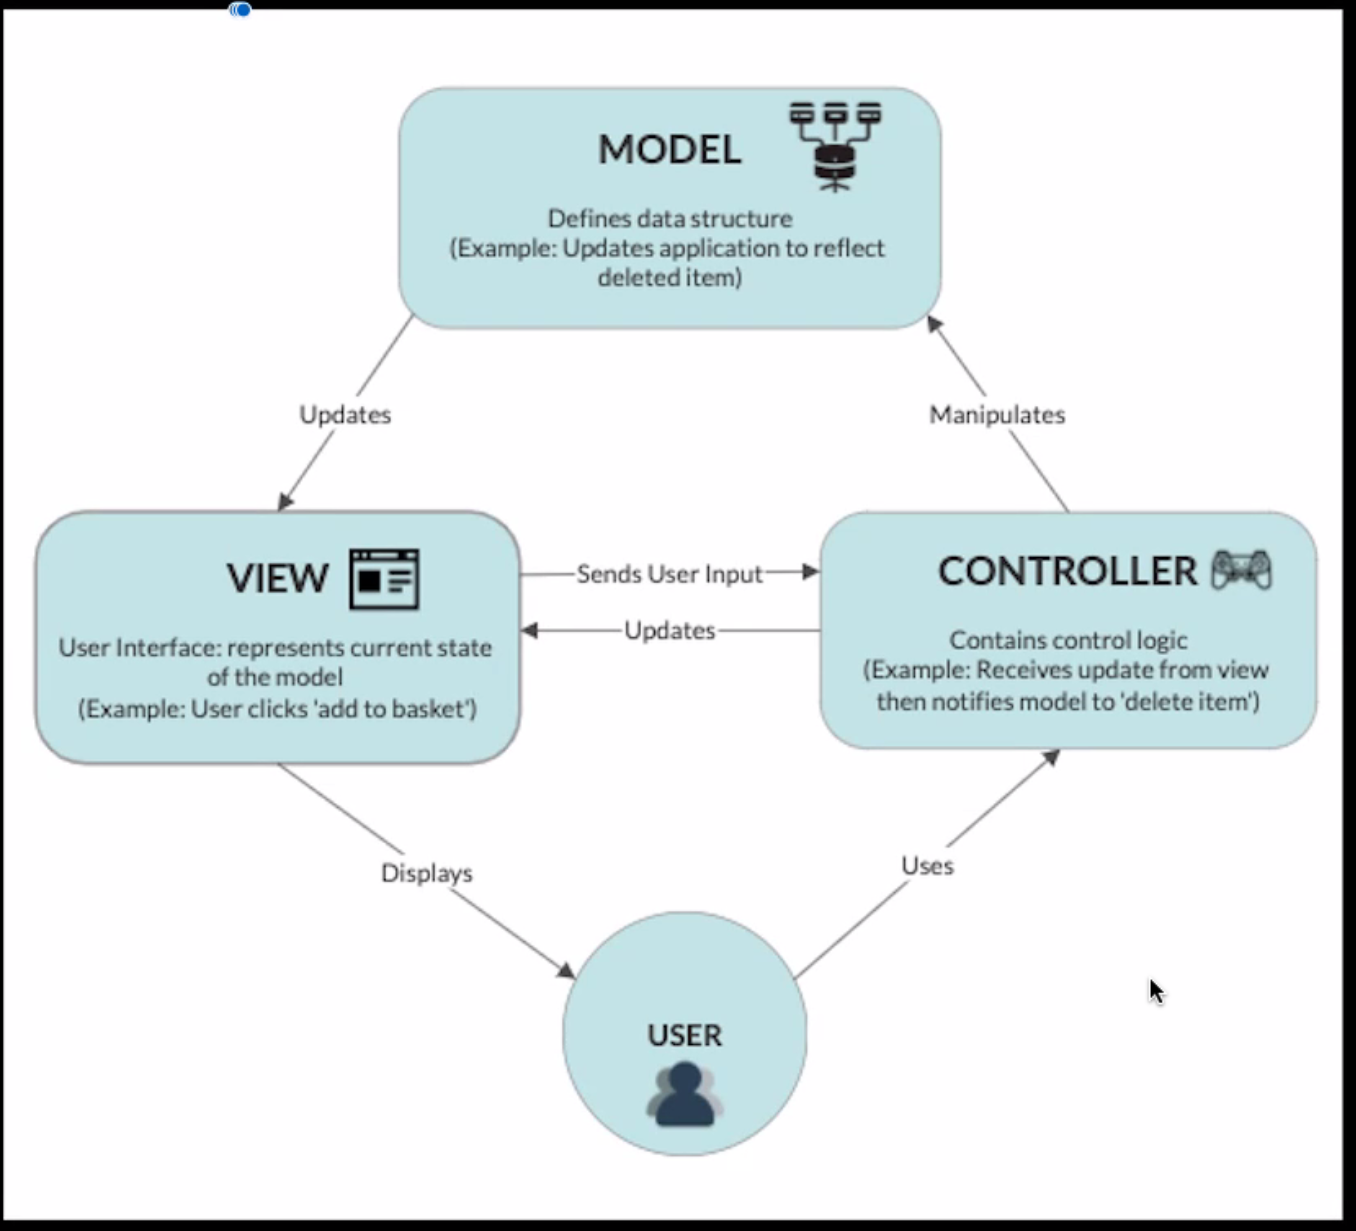 MODEL
Defines data structure
(Example: Updates application to reflect
deleted item)
Updates
Manipulates
VIEW
User Interface: represents current state
of the model
(Example: User clicks 'add to basket')
Sends User Input
Updates
CONTROLLER
Contains control logic
(Example: Receives update from view
then notifies model to 'delete item')
Displays
Uses
USER